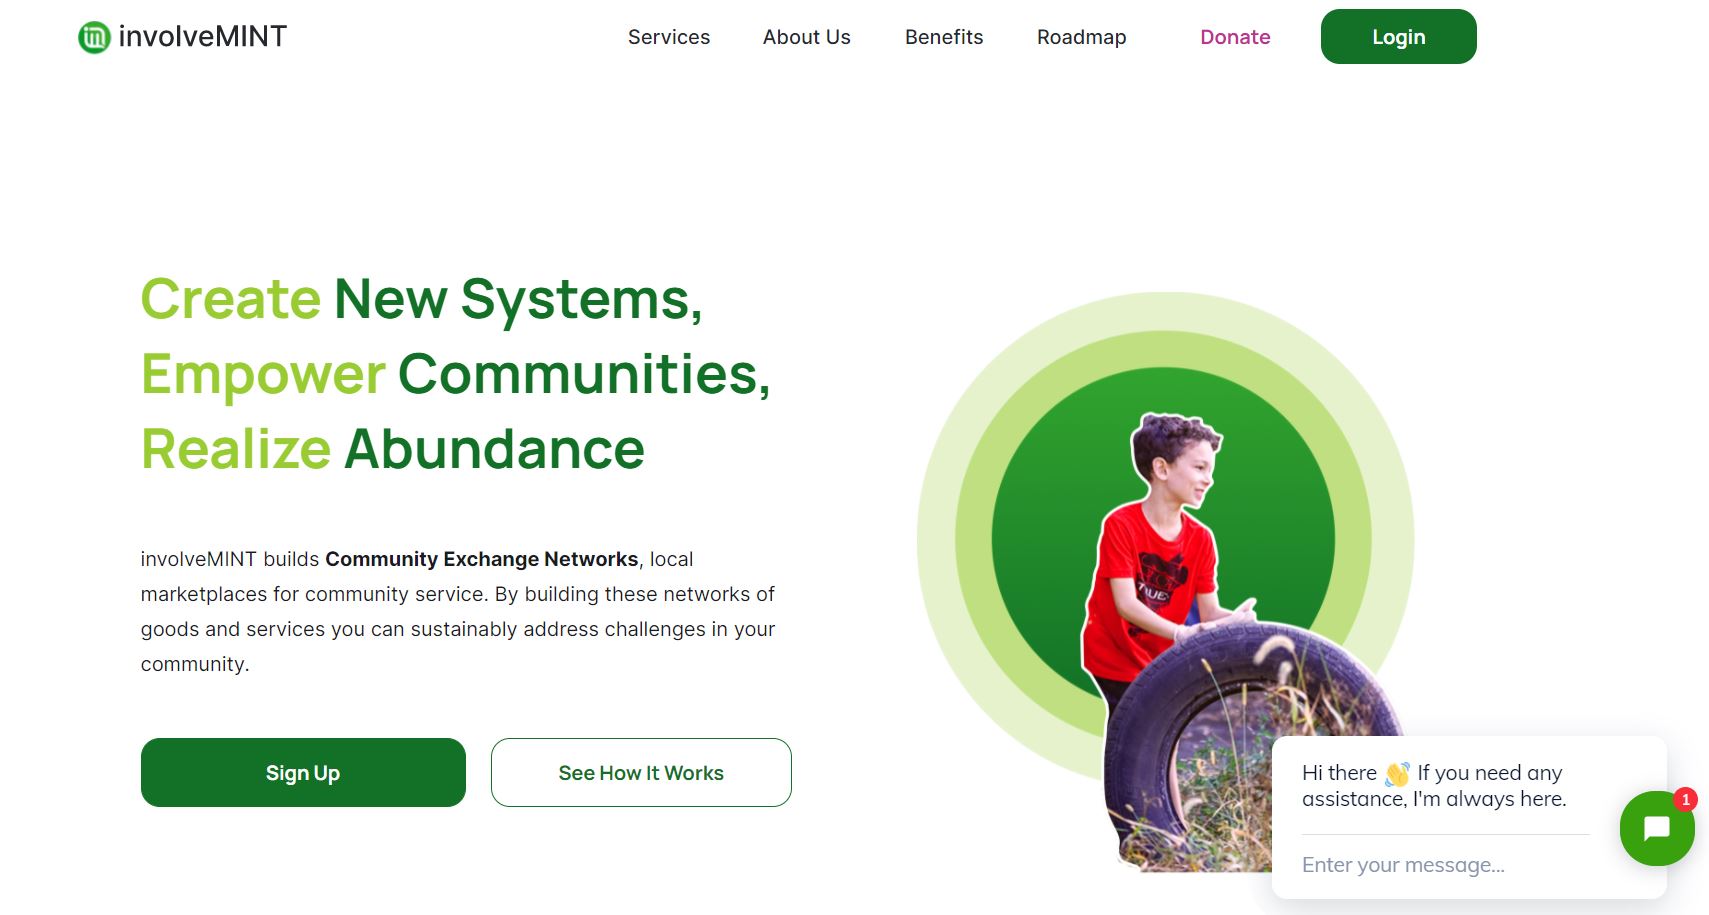 involveMINT
Services
About Us
Benefits
Roadmap
Donate
Login
Create New Systems,
Empower Communities,
Realize Abundance
involveMINT builds Community Exchange Networks, local
marketplaces for community service. By building these networks of
goods and services you can sustainably address challenges in your
community.
Sign Up
See How It Works
TRUE
Hi there 👋 If you need any
assistance, I'm always here.
1
Enter your message...